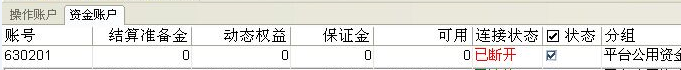 操作账户 资金账户
账号 结算准备金 动态权益 保证金 可用 连接状态 状态 分组
630201 0 0 0 0 已断开 平台公用资金